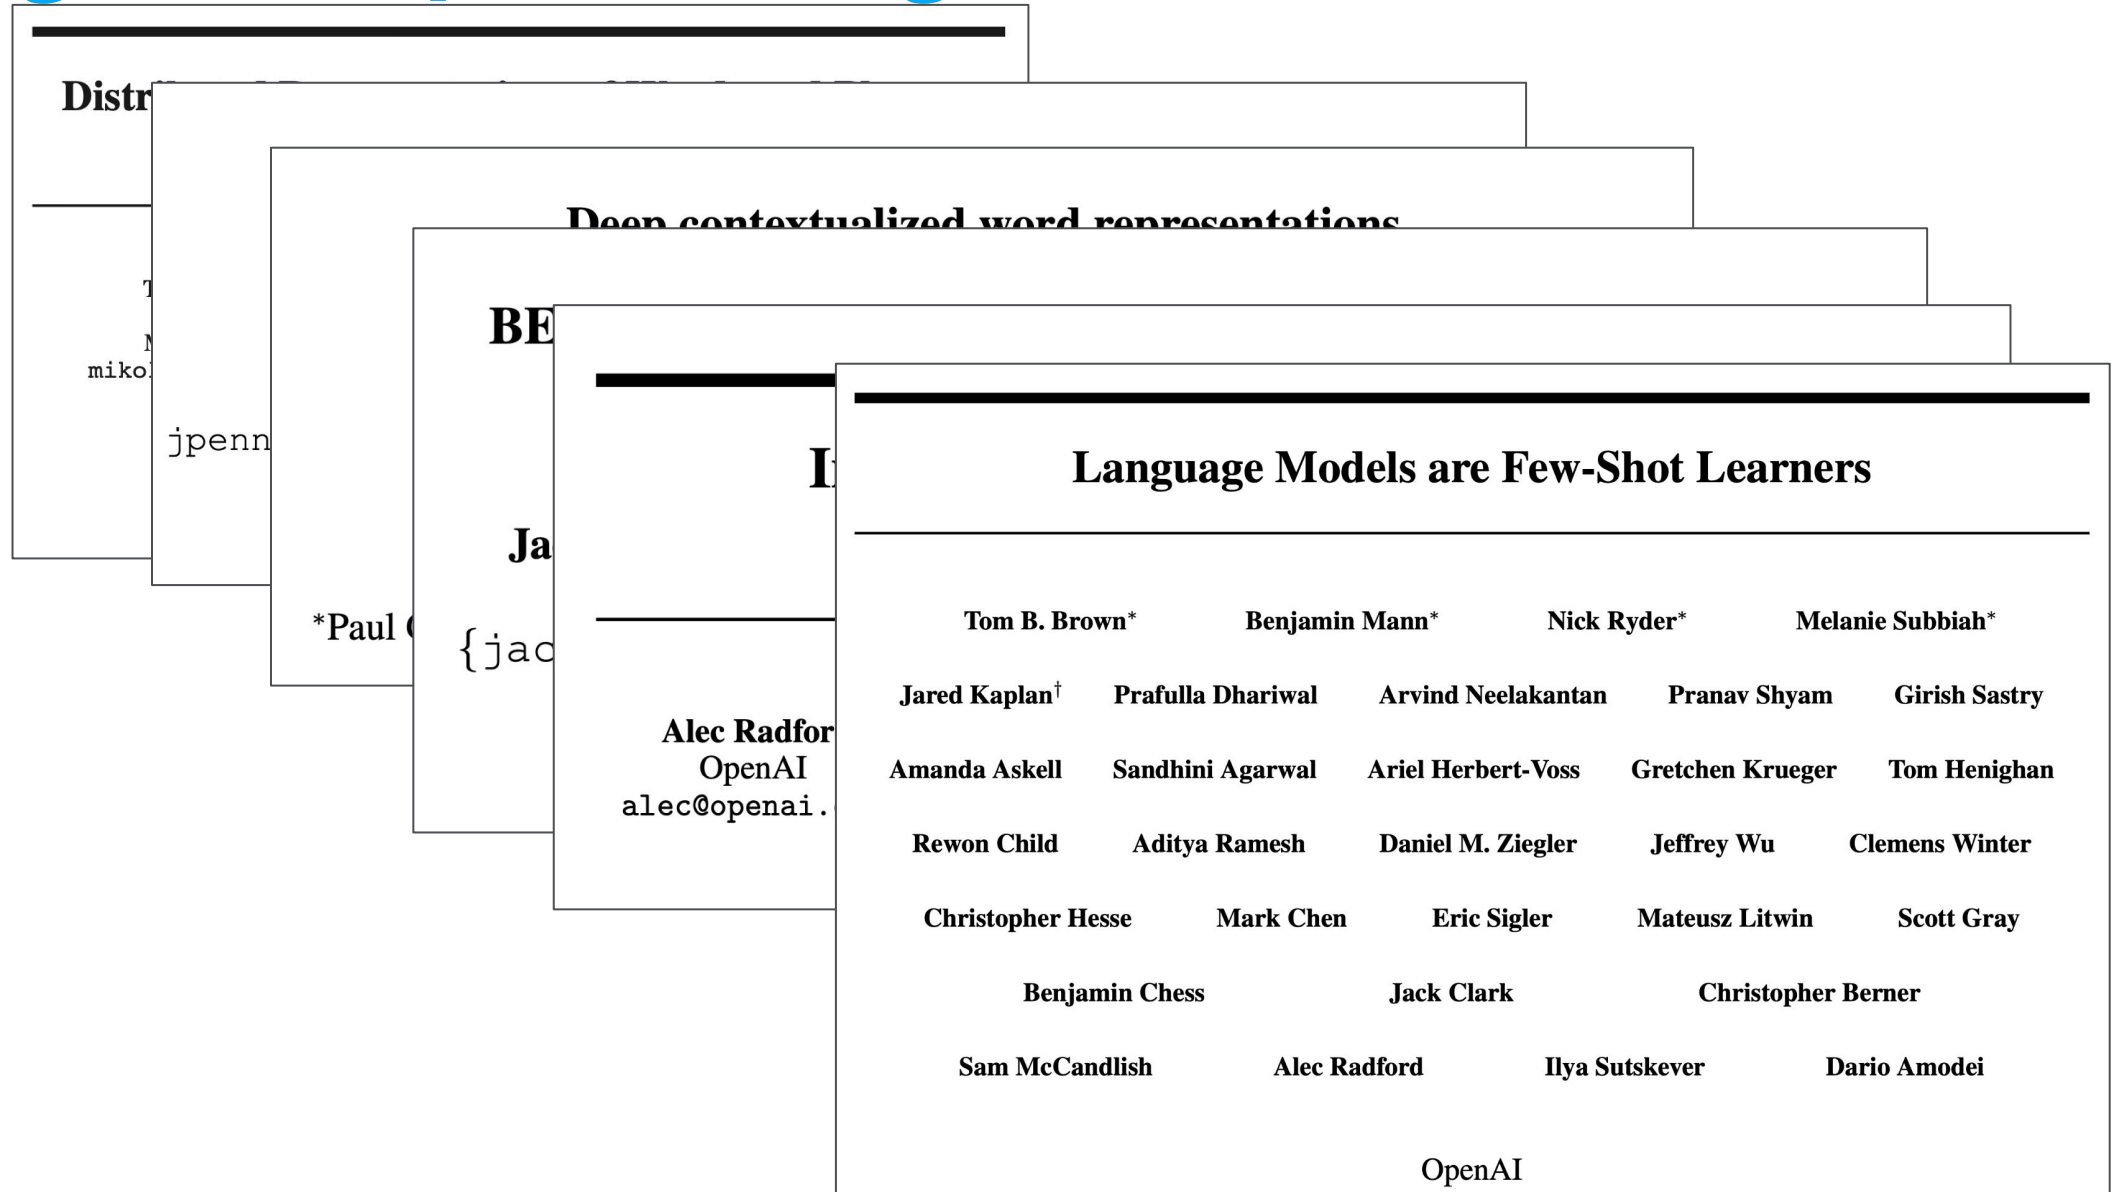 Distr
mikol
jpenn
Deep contextualized word representations
*Paul
BE
Ja
{jac
Alec Radfor
OpenAI
alec@openai.
Language Models are Few-Shot Learners
Tom B. Brown* Benjamin Mann* Nick Ryder* Melanie Subbiah*
Jared Kaplan† Prafulla Dhariwal Arvind Neelakantan Pranav Shyam Girish Sastry
Amanda Askell Sandhini Agarwal Ariel Herbert-Voss Gretchen Krueger Tom Henighan
Rewon Child Aditya Ramesh Daniel M. Ziegler Jeffrey Wu Clemens Winter
Christopher Hesse Mark Chen Eric Sigler Mateusz Litwin Scott Gray
Benjamin Chess Jack Clark Christopher Berner
Sam McCandlish Alec Radford Ilya Sutskever Dario Amodei
OpenAI